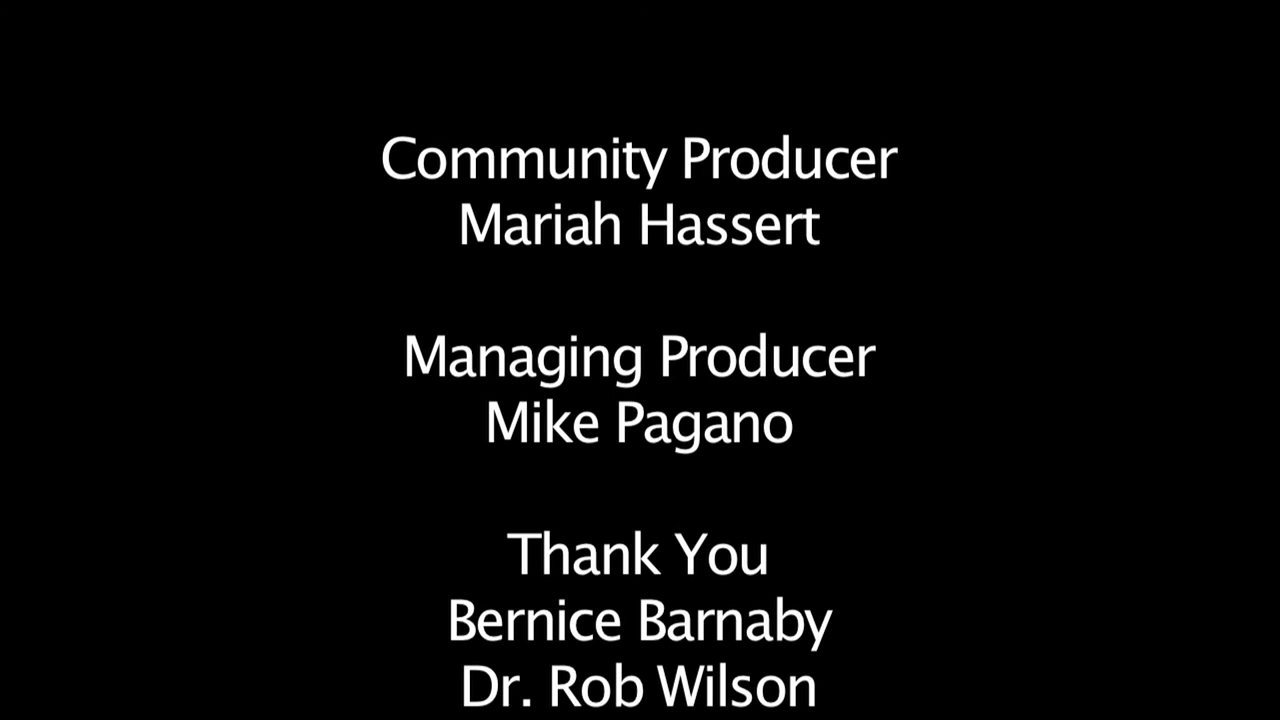 Community Producer
Mariah Hassert
Managing Producer
Mike Pagano
Thank You
Bernice Barnaby
Dr. Rob Wilson